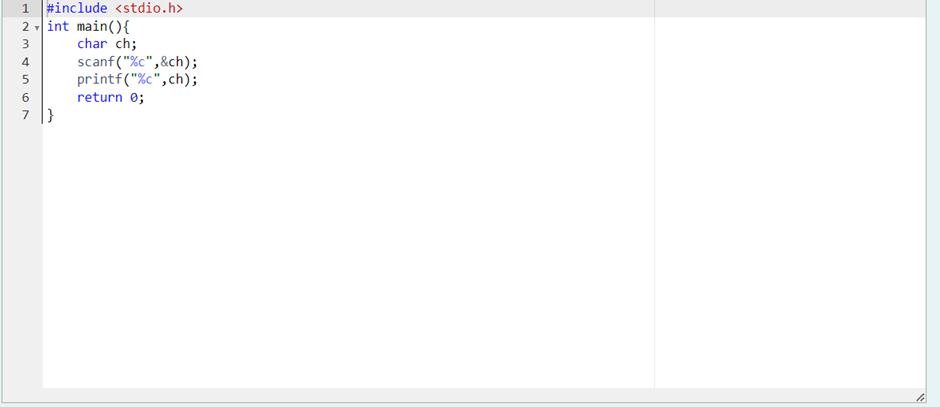 1 #include <stdio.h>
2 int main(){
3 char ch;
4 scanf("%c",&ch);
5 printf("%c",ch);
6 return 0;
7 }